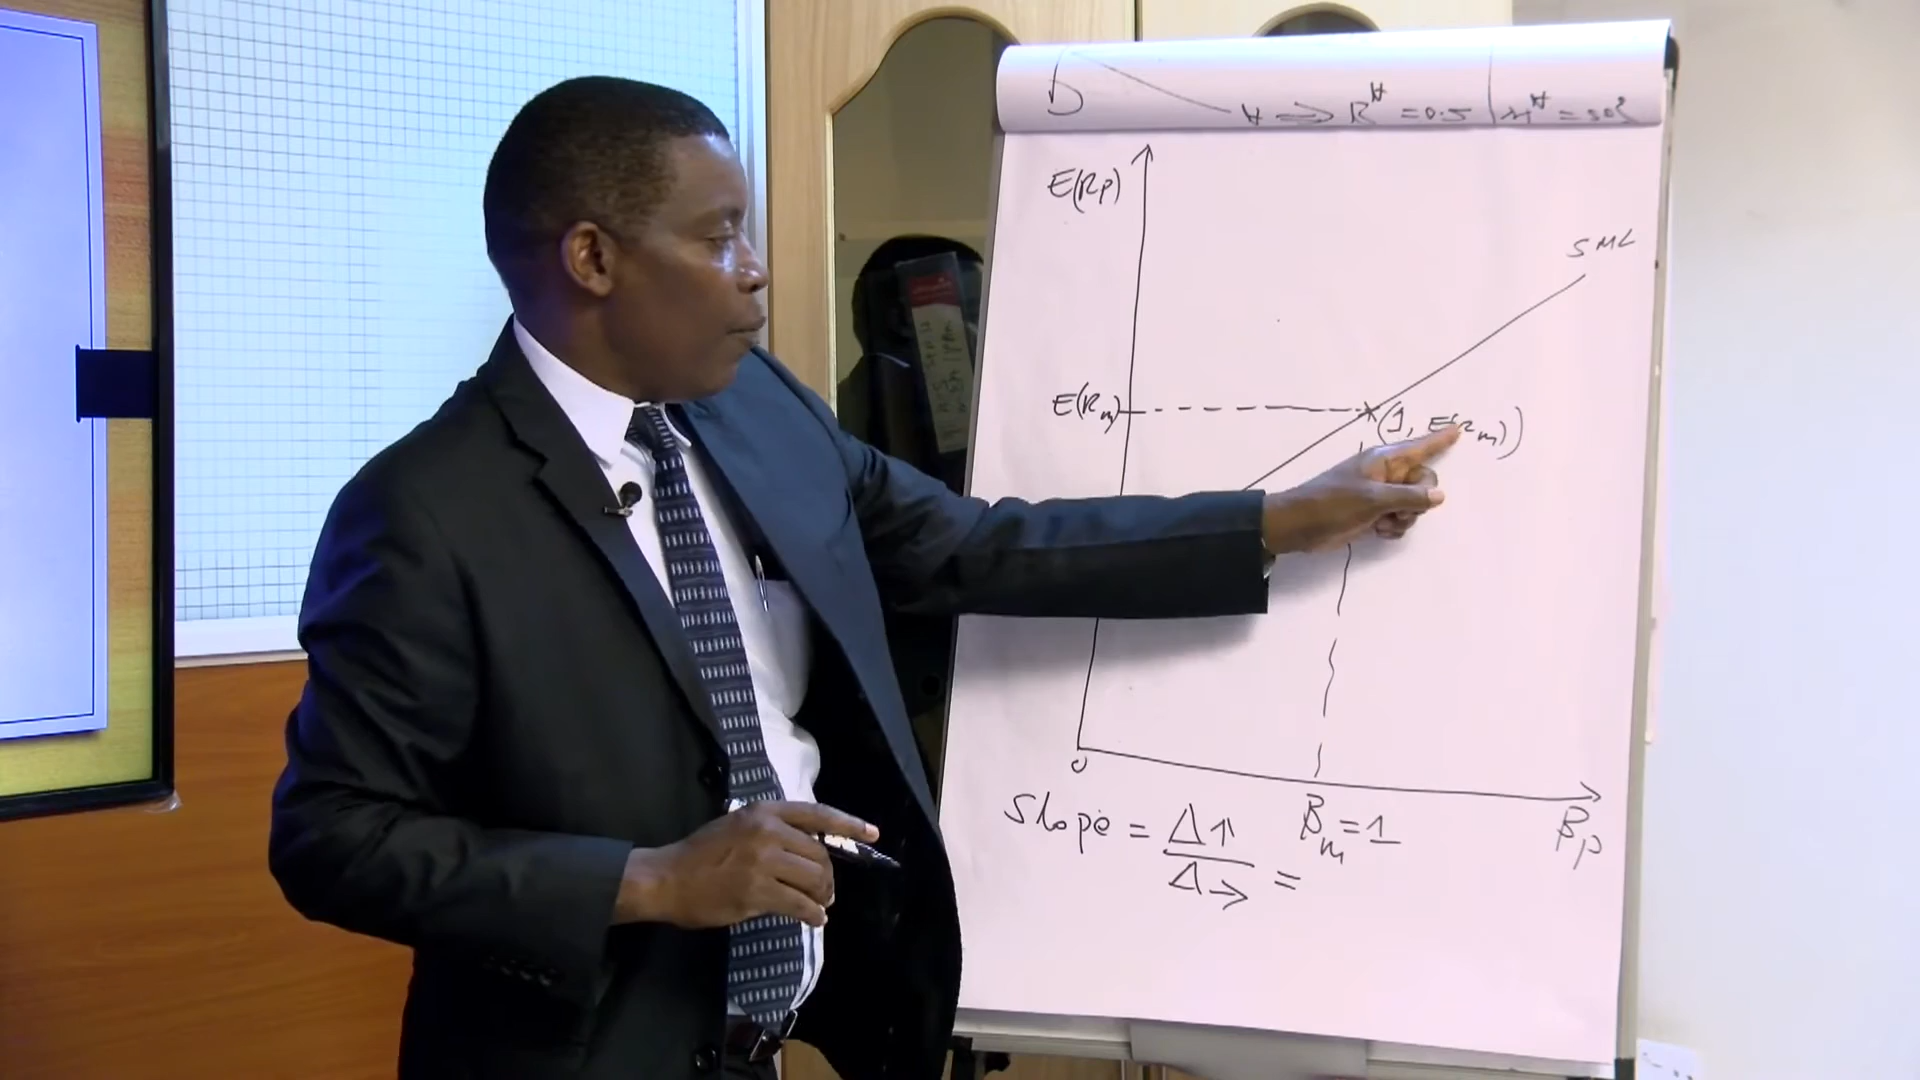 E(Rp)
SML
E(Rm)
(1, E(Rm))
0
Slope = Δ↑
Δ→ =
βm=1
βp